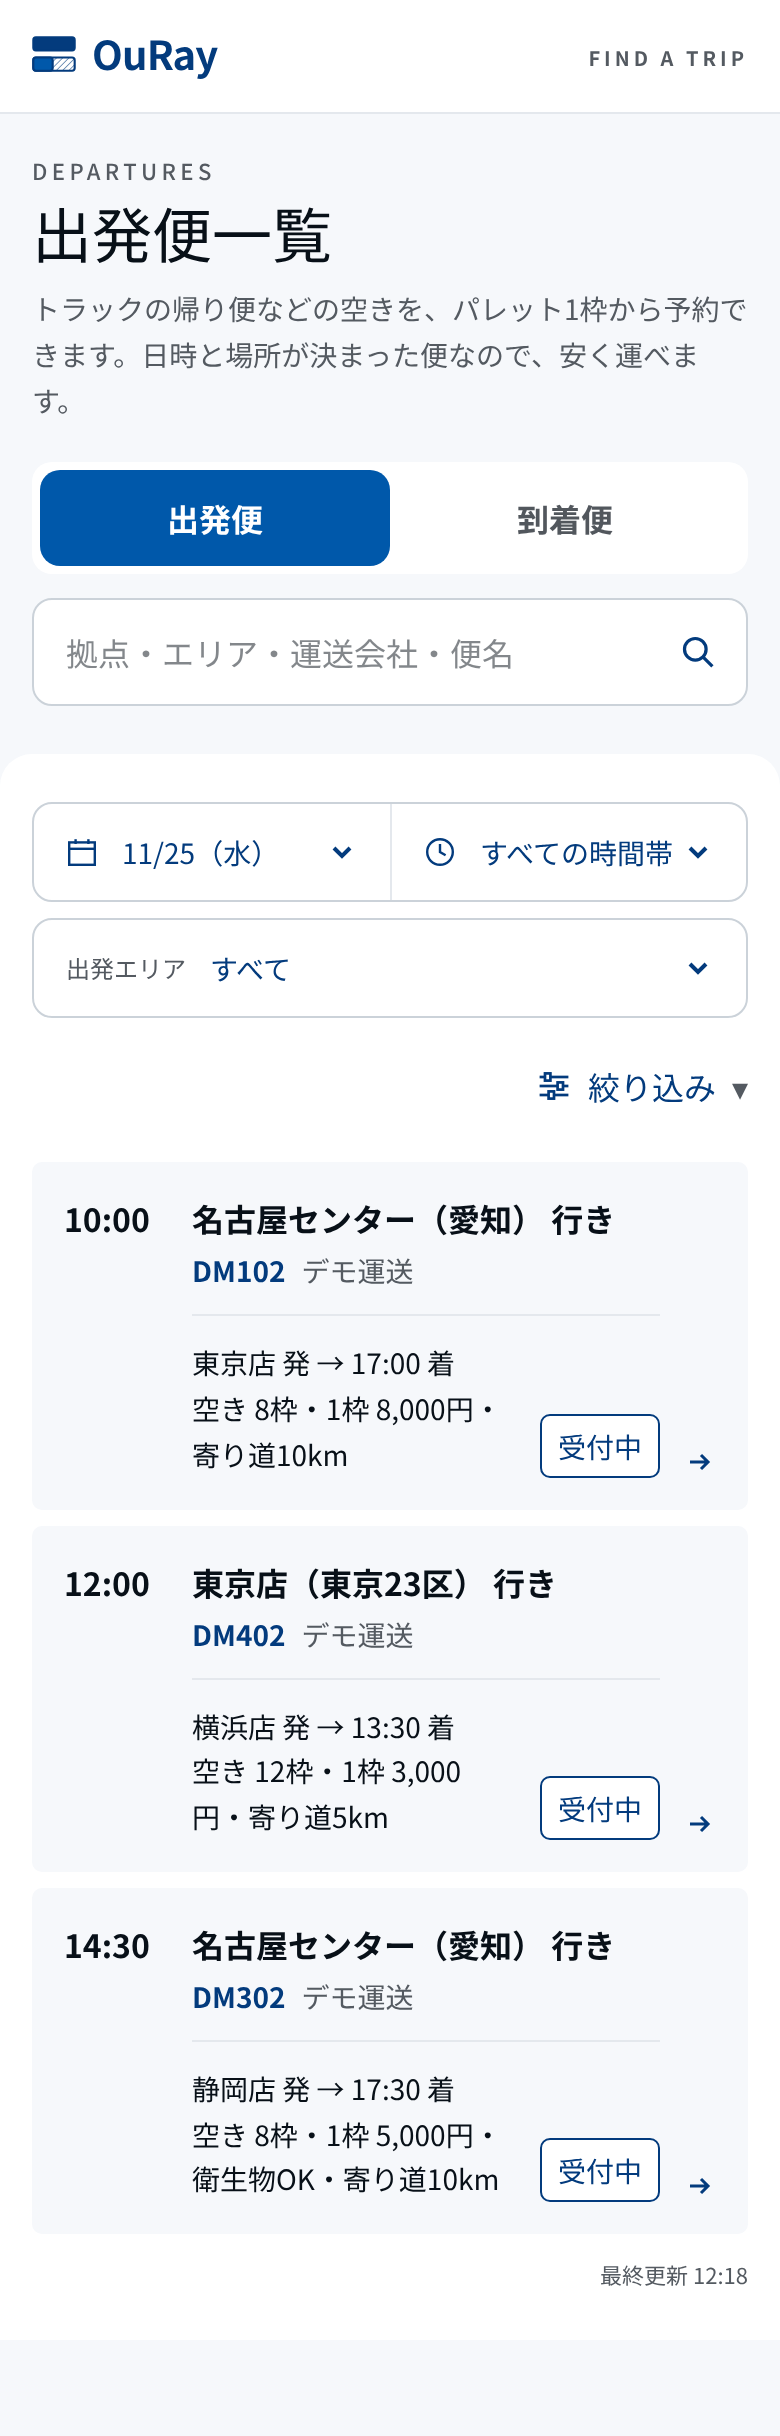 OuRay
FIND A TRIP
DEPARTURES
出発便一覧
トラックの帰り便などの空きを、パレット1枠から予約で
きます。日時と場所が決まった便なので、安く運べま
す。
出発便
到着便
拠点・エリア・運送会社・便名
11/25（水）
すべての時間帯
出発エリア すべて
絞り込み ▼
10:00 名古屋センター（愛知） 行き
DM102 デモ運送
東京店 発 → 17:00 着
空き 8枠・1枠 8,000円・
寄り道10km
受付中 →
12:00 東京店（東京23区） 行き
DM402 デモ運送
横浜店 発 → 13:30 着
空き 12枠・1枠 3,000
円・寄り道5km
受付中 →
14:30 名古屋センター（愛知） 行き
DM302 デモ運送
静岡店 発 → 17:30 着
空き 8枠・1枠 5,000円・
衛生物OK・寄り道10km
受付中 →
最終更新 12:18